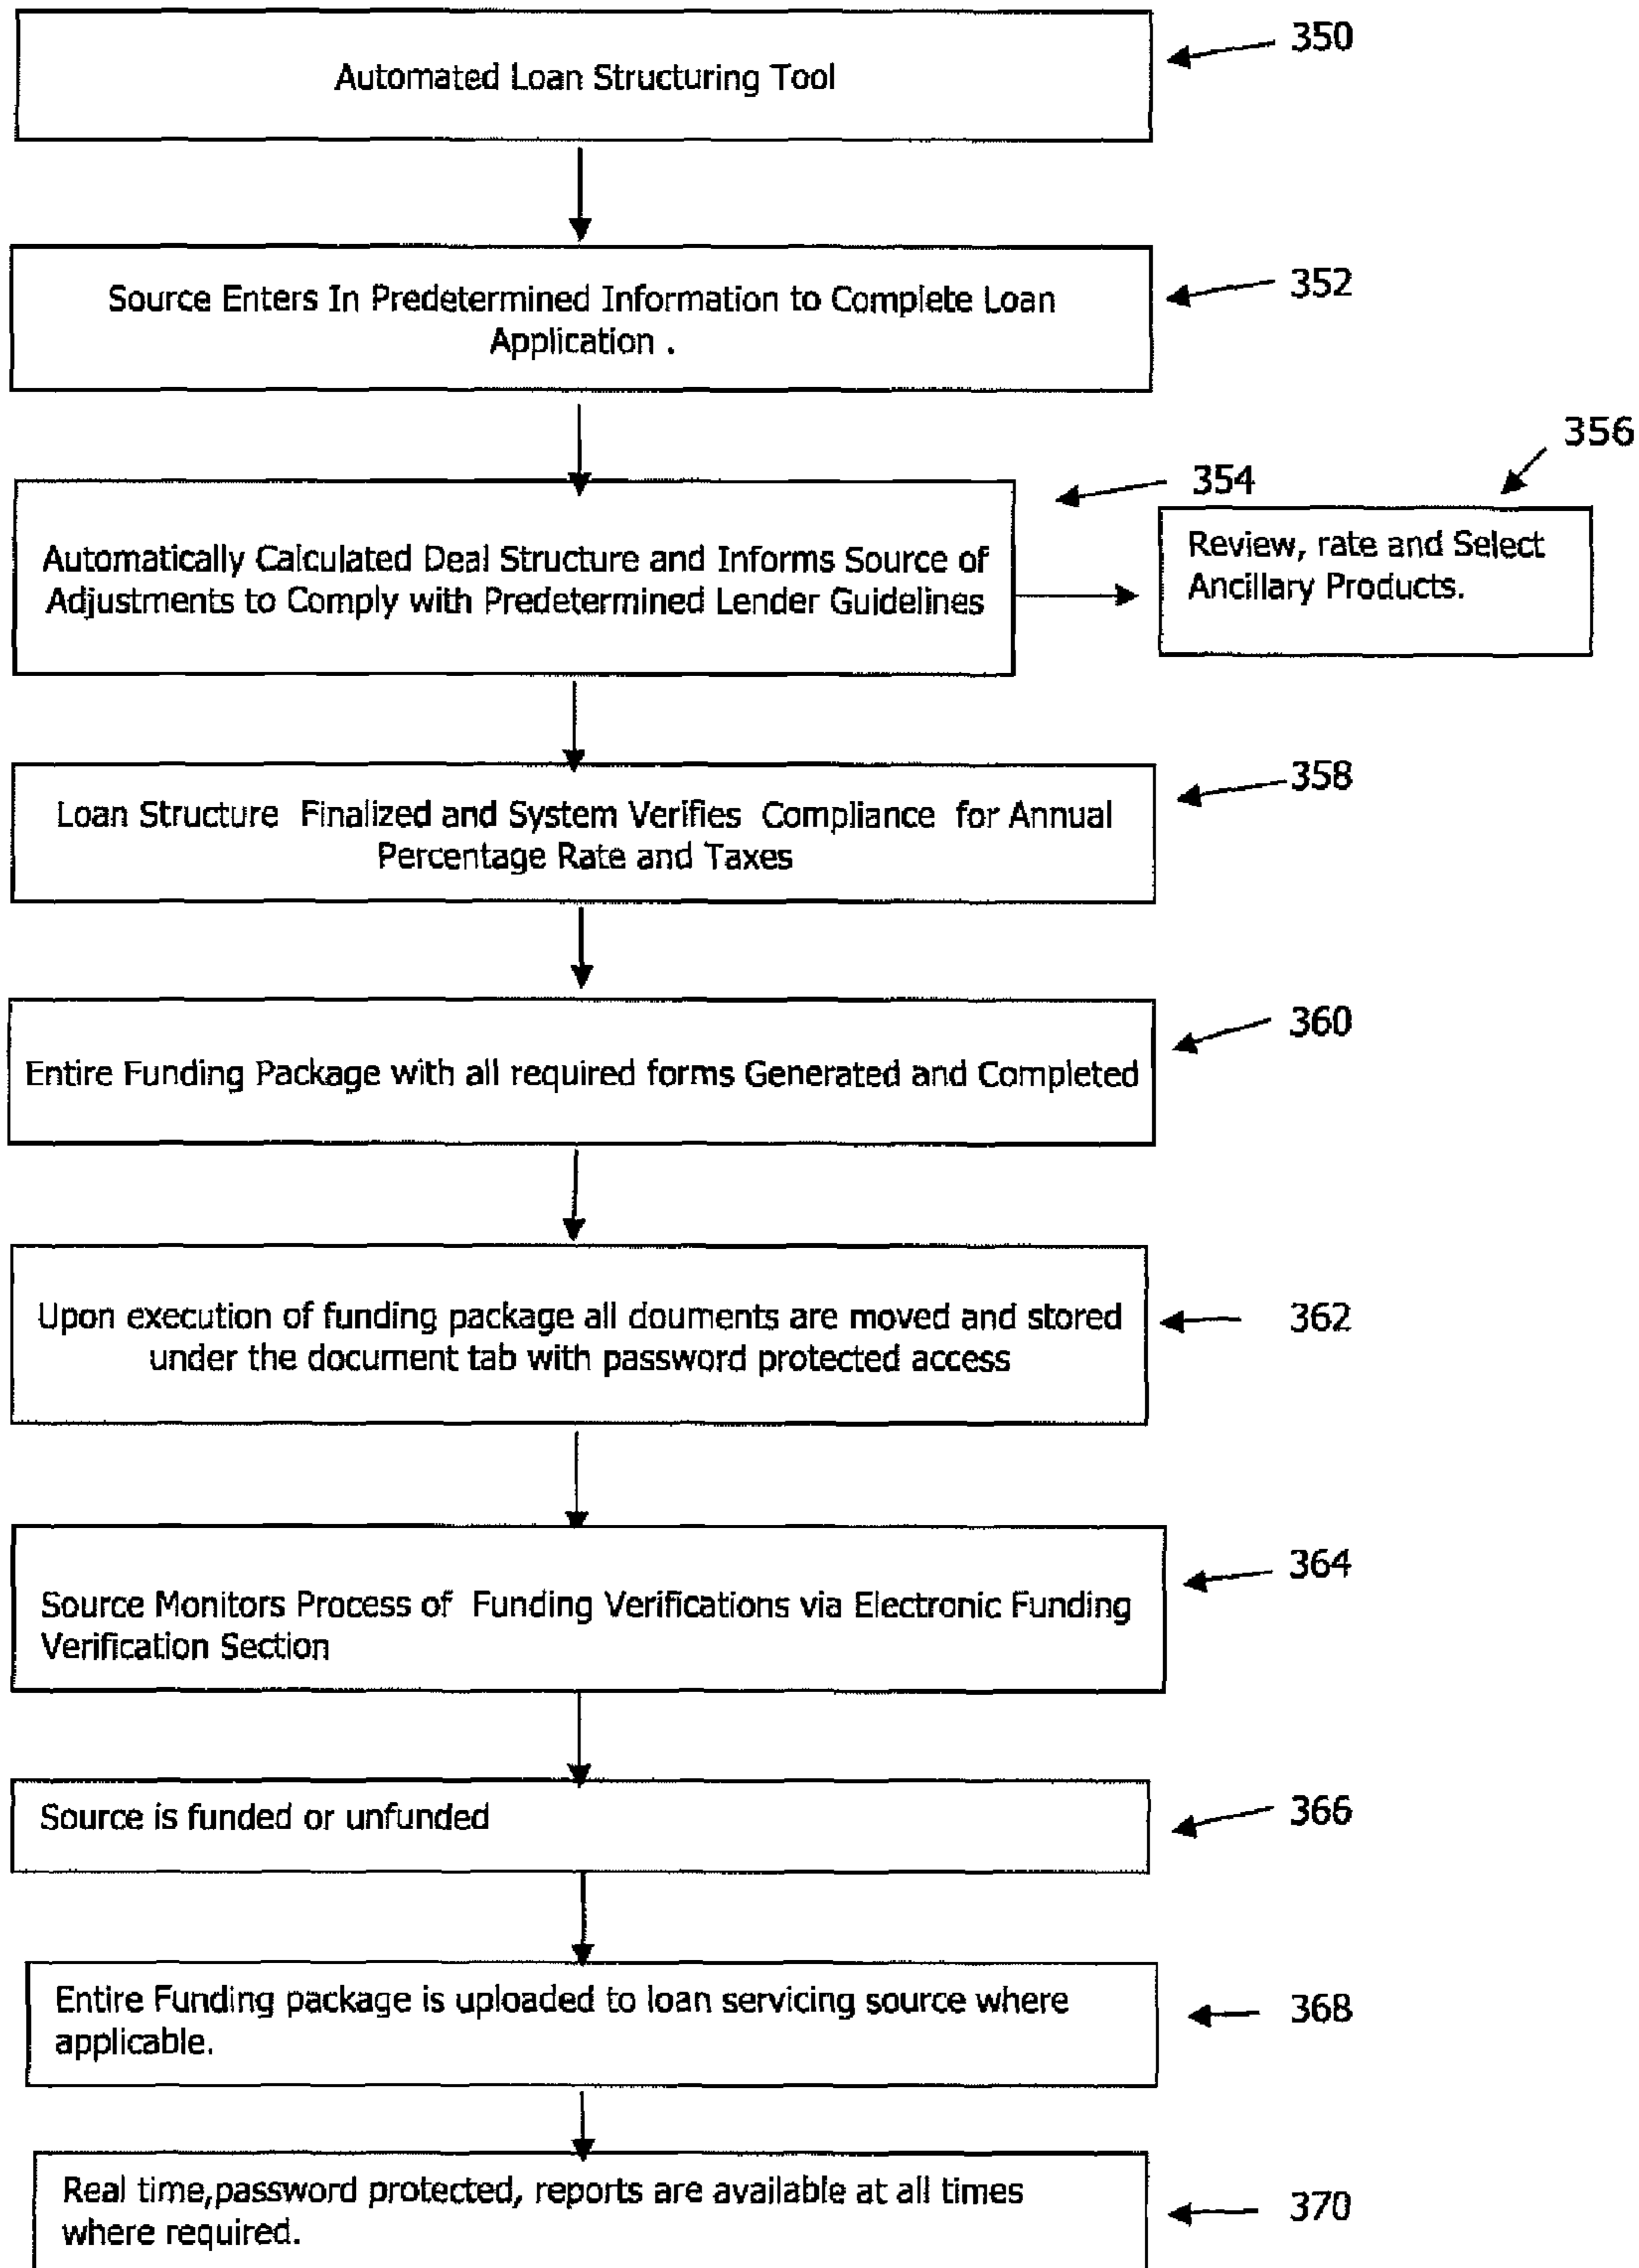 350
Automated Loan Structuring Tool
352
Source Enters In Predetermined Information to Complete Loan
Application .
356
354
Automatically Calculated Deal Structure and Informs Source of
Adjustments to Comply with Predetermined Lender Guidelines
Review, rate and Select
Ancillary Products.
358
Loan Structure Finalized and System Verifies Compliance for Annual
Percentage Rate and Taxes
360
Entire Funding Package with all required forms Generated and Completed
Upon execution of funding package all douments are moved and stored
under the document tab with password protected access
362
364
Source Monitors Process of Funding Verifications via Electronic Funding
Verification Section
366
Source is funded or unfunded
Entire Funding package is uploaded to loan servicing source where
applicable.
368
Real time,password protected, reports are available at all times
where required.
370